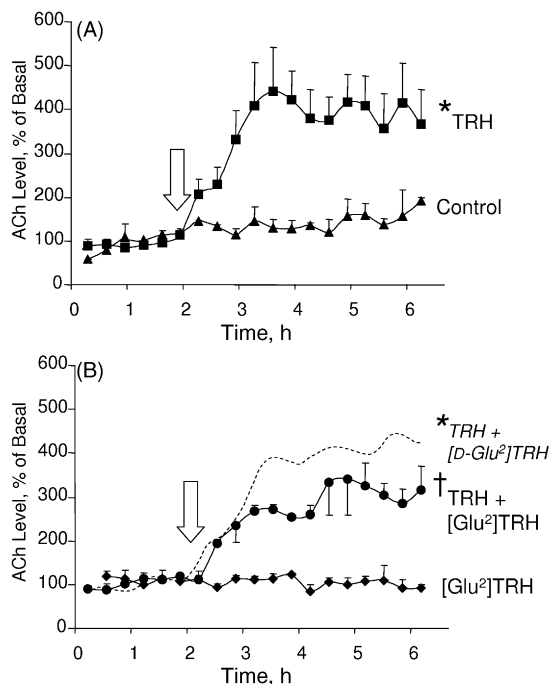 (A)
600
500
400
300
200
100
0
ACh Level, % of Basal
*TRH
Control
0 1 2 3 4 5 6
Time, h
(B)
600
500
400
300
200
100
0
ACh Level, % of Basal
*TRH +
[D-Glu²]TRH
†TRH +
[Glu²]TRH
[Glu²]TRH
0 1 2 3 4 5 6
Time, h